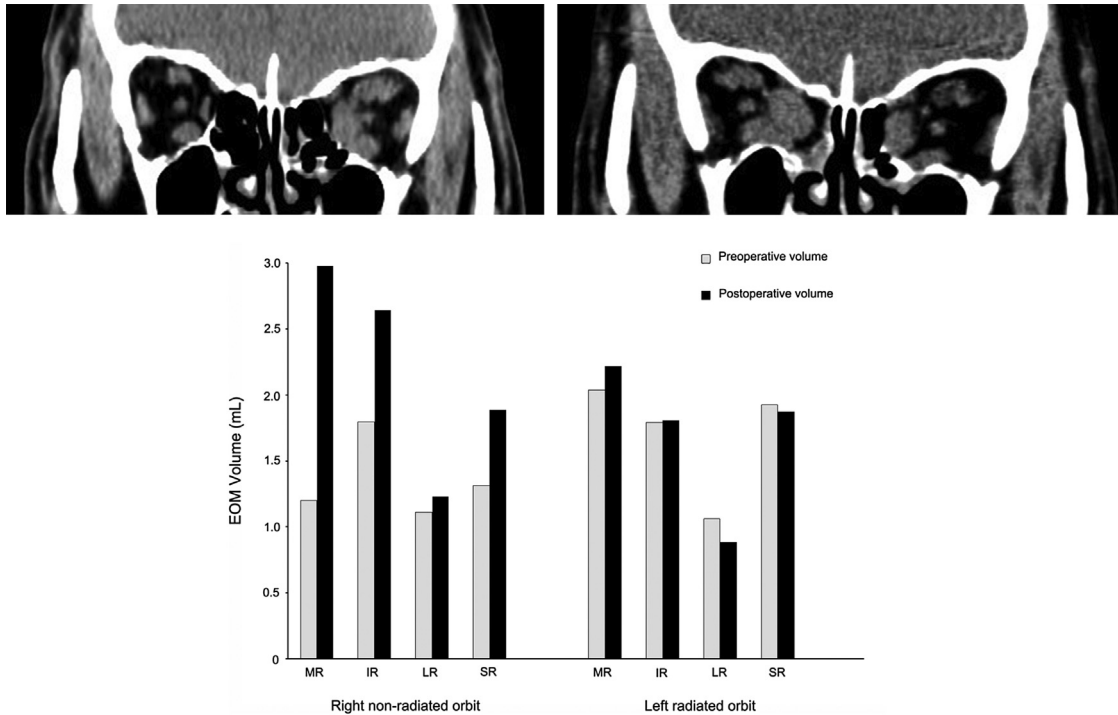 3.0
Preoperative volume
Postoperative volume
2.5
2.0
1.5
1.0
0.5
0
EOM Volume (mL)
MR IR LR SR MR IR LR SR
Right non-radiated orbit Left radiated orbit